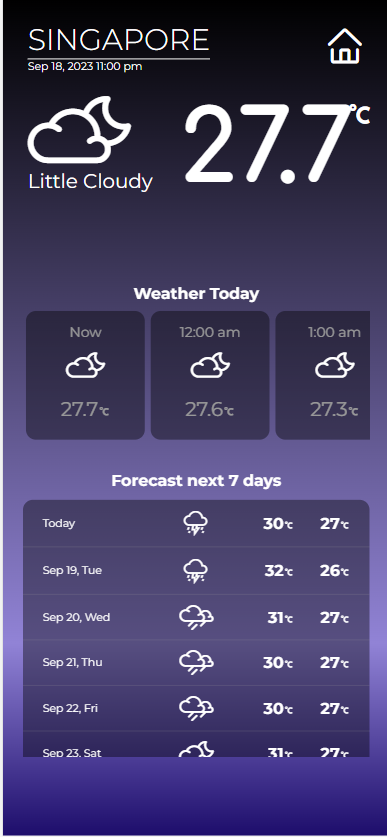 SINGAPORE
Sep 18, 2023 11:00 pm
27.7°C
Little Cloudy
Weather Today
Now 12:00 am 1:00 am
27.7°C 27.6°C 27.3°C
Forecast next 7 days
Today 30°C 27°C
Sep 19, Tue 32°C 26°C
Sep 20, Wed 31°C 27°C
Sep 21, Thu 30°C 27°C
Sep 22, Fri 30°C 27°C
Sep 23, Sat 31°C 27°C